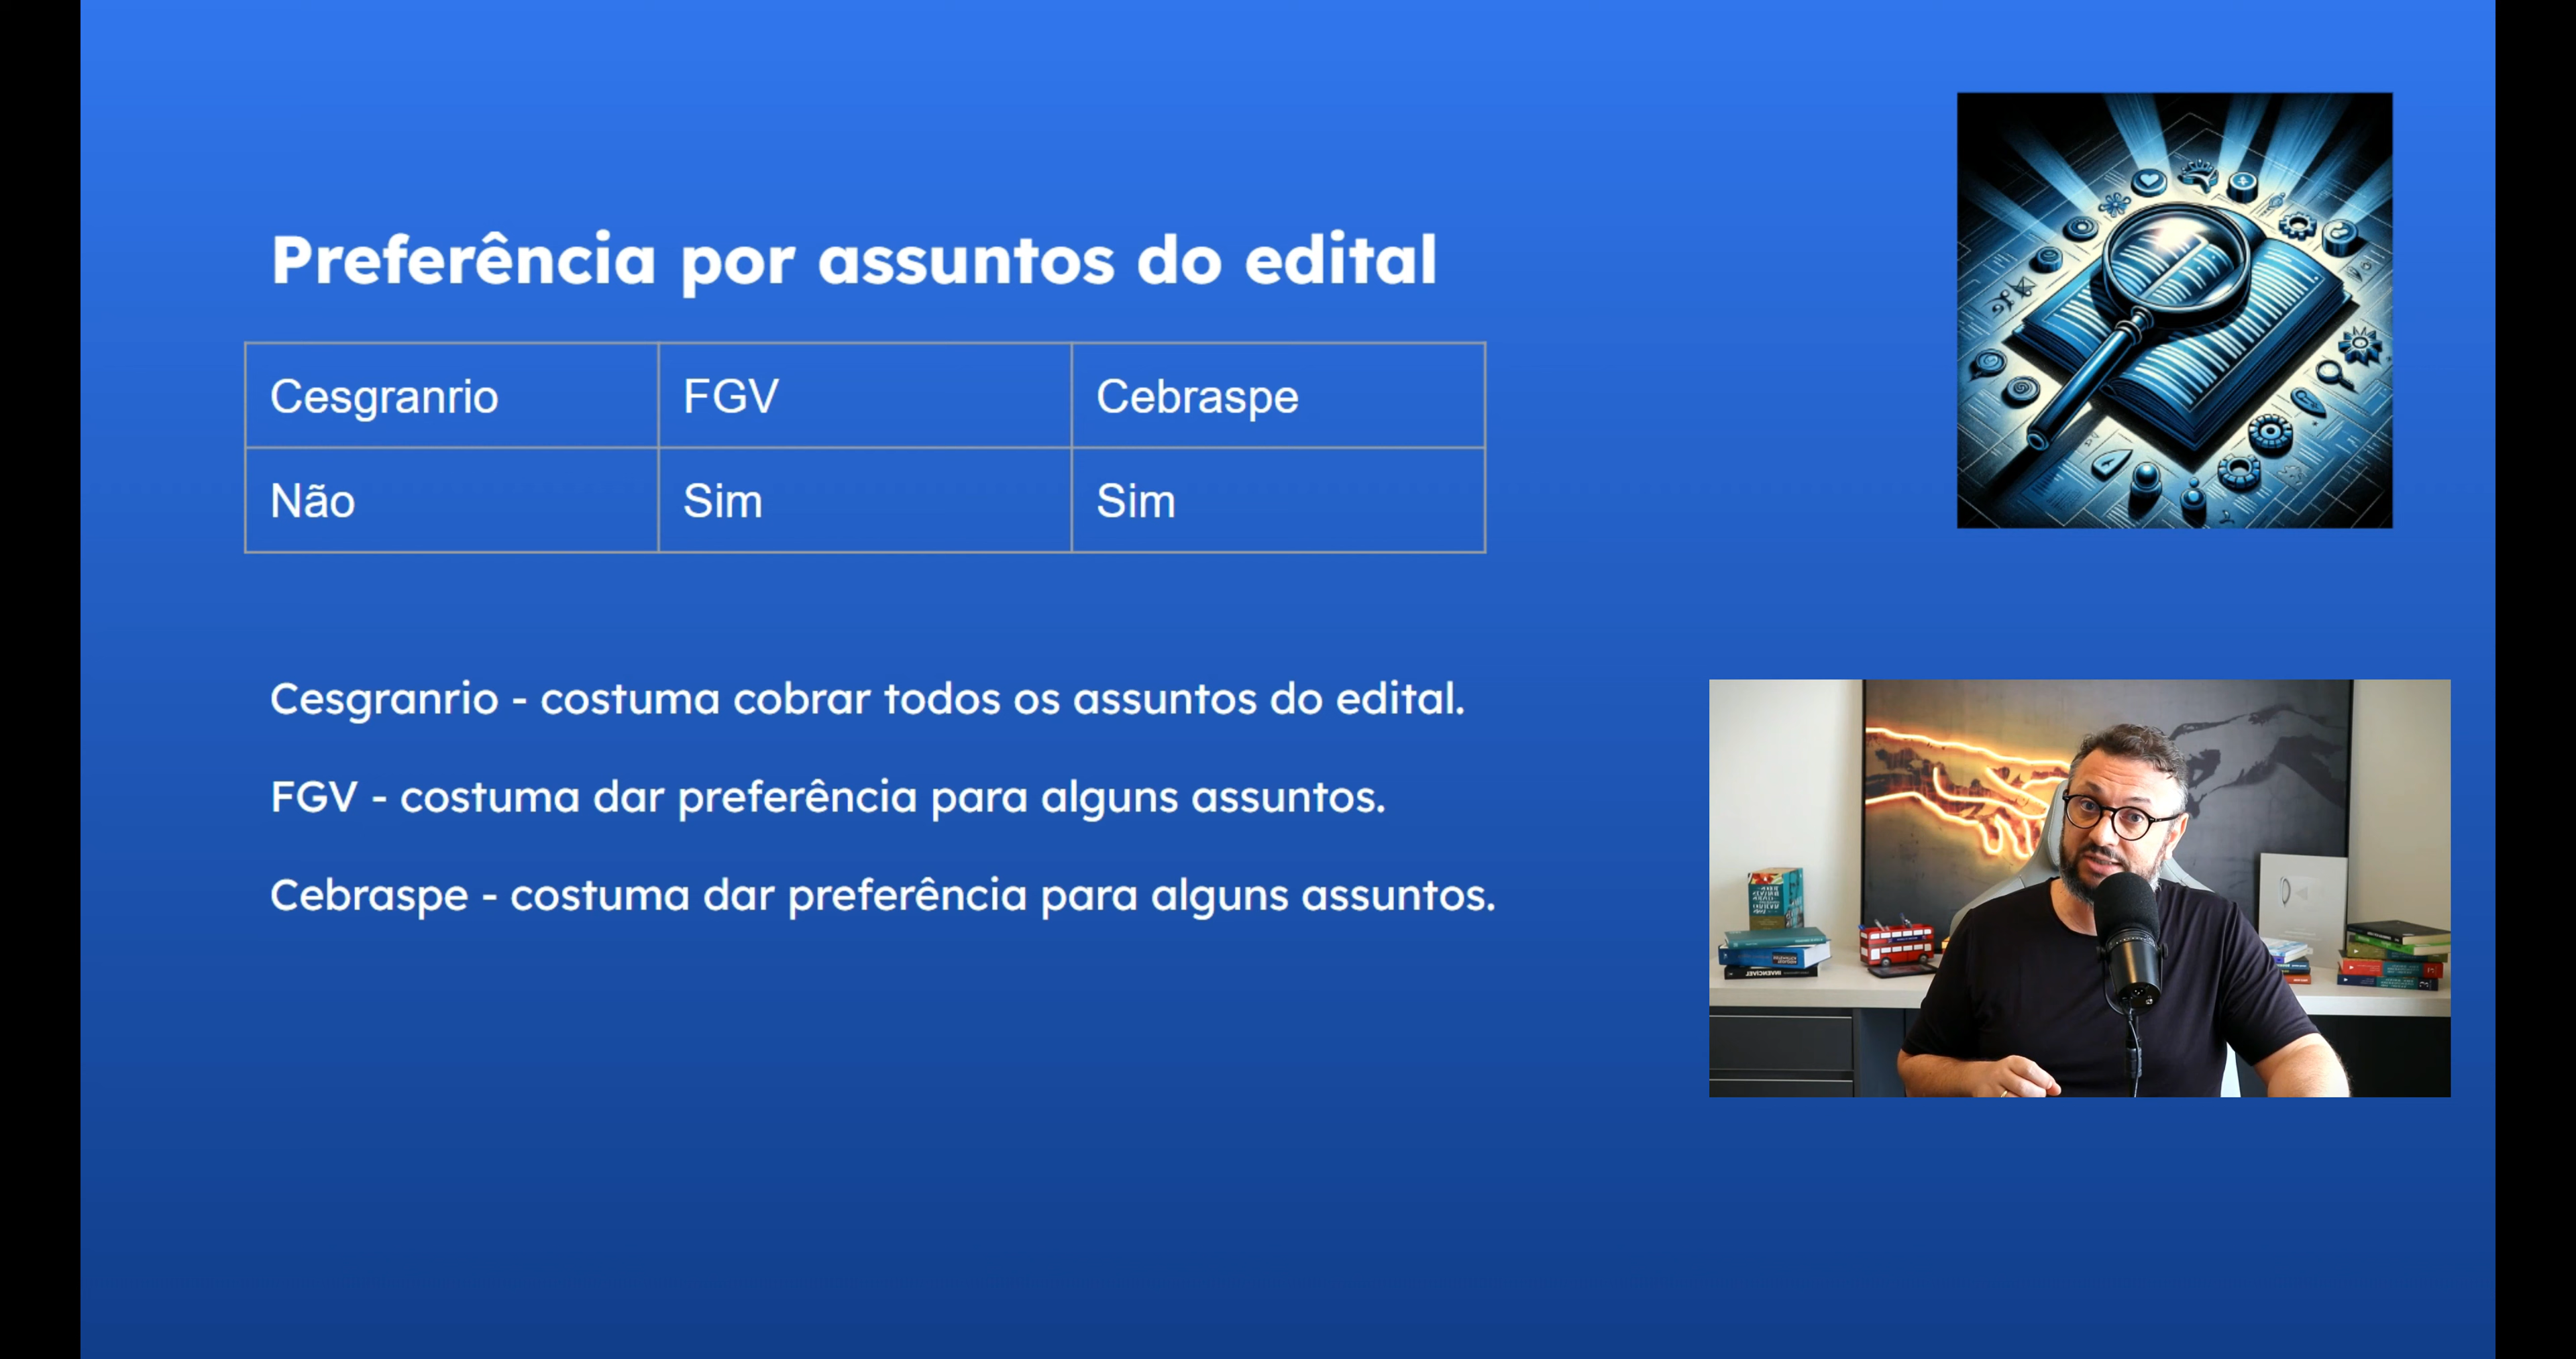 Preferência por assuntos do edital
Cesgranrio FGV Cebraspe
Não Sim Sim
Cesgranrio - costuma cobrar todos os assuntos do edital.
FGV - costuma dar preferência para alguns assuntos.
Cebraspe - costuma dar preferência para alguns assuntos.